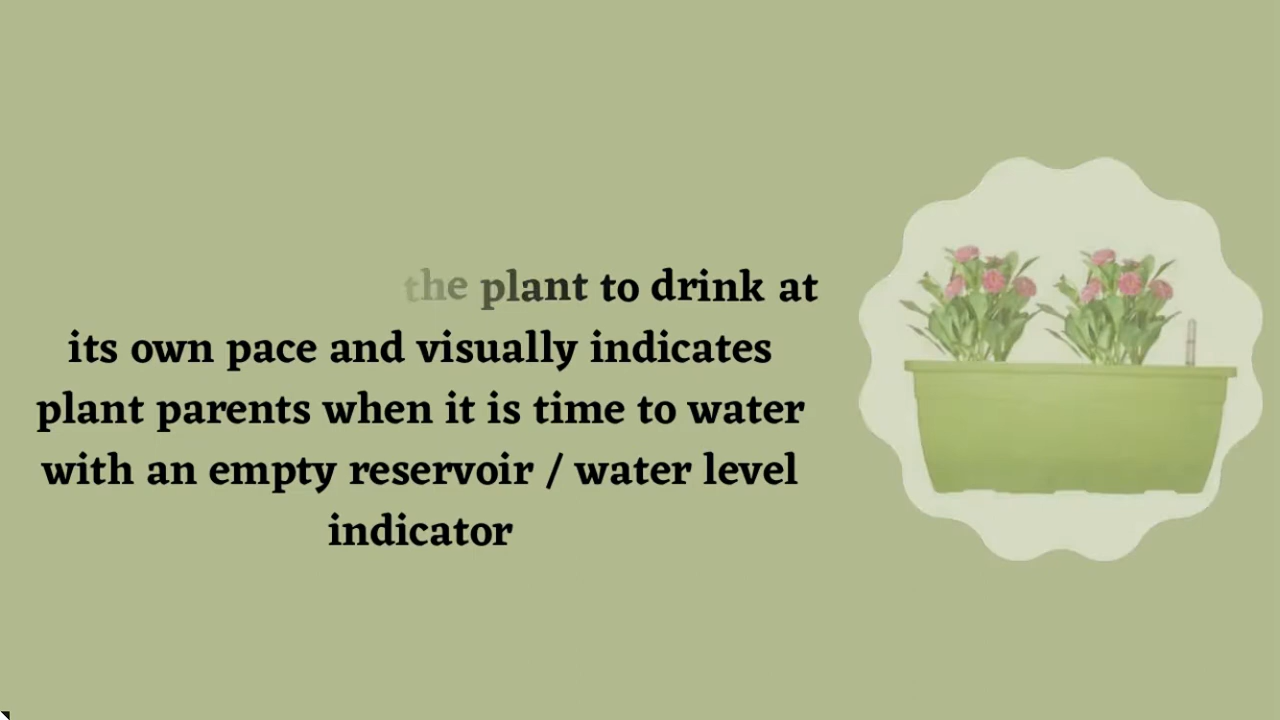 the plant to drink at
its own pace and visually indicates
plant parents when it is time to water
with an empty reservoir / water level
indicator